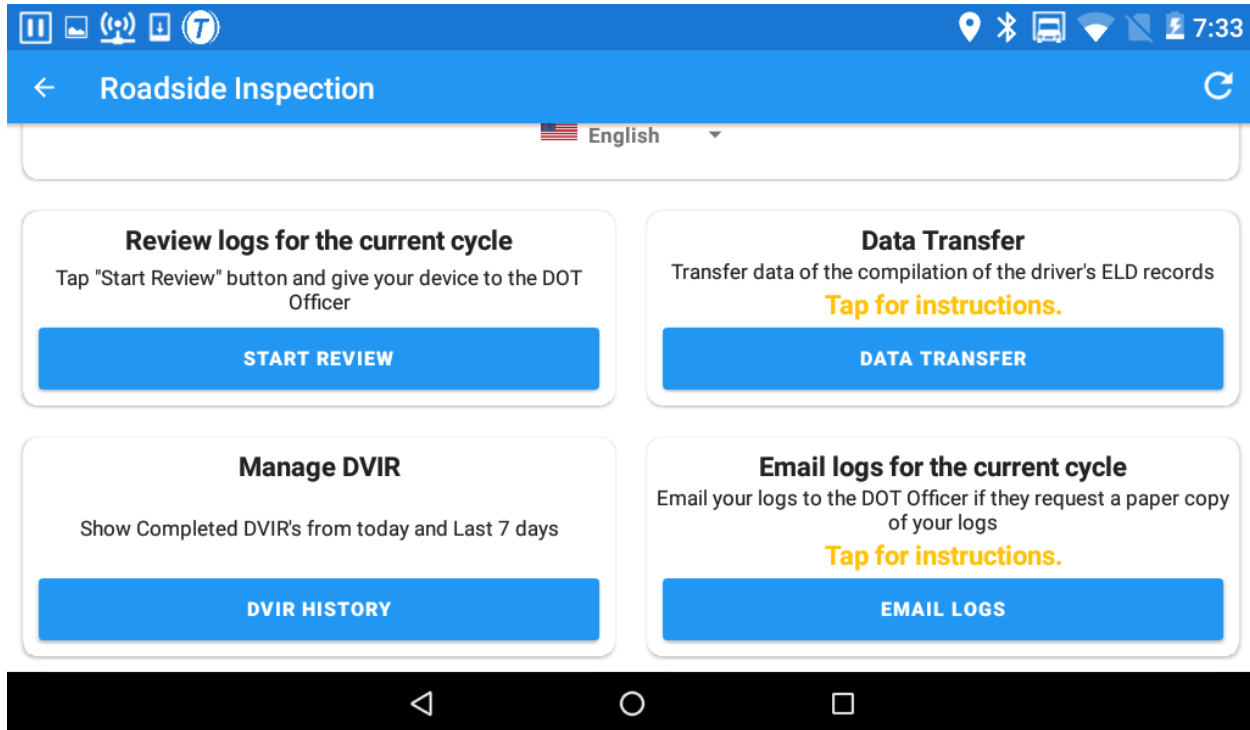 T
7:33
Roadside Inspection
English
Review logs for the current cycle
Tap "Start Review" button and give your device to the DOT
Officer
START REVIEW
Data Transfer
Transfer data of the compilation of the driver's ELD records
Tap for instructions.
DATA TRANSFER
Manage DVIR
Show Completed DVIR's from today and Last 7 days
DVIR HISTORY
Email logs for the current cycle
Email your logs to the DOT Officer if they request a paper copy
of your logs
Tap for instructions.
EMAIL LOGS